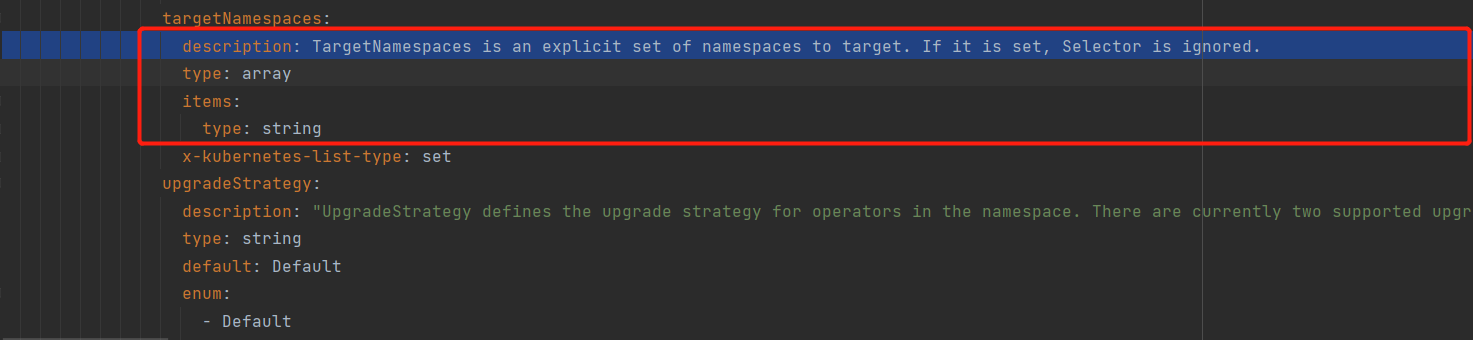 targetNamespaces:
description: TargetNamespaces is an explicit set of namespaces to target. If it is set, Selector is ignored.
type: array
items:
type: string
x-kubernetes-list-type: set
upgradeStrategy:
description: "UpgradeStrategy defines the upgrade strategy for operators in the namespace. There are currently two supported upgr
type: string
default: Default
enum:
- Default